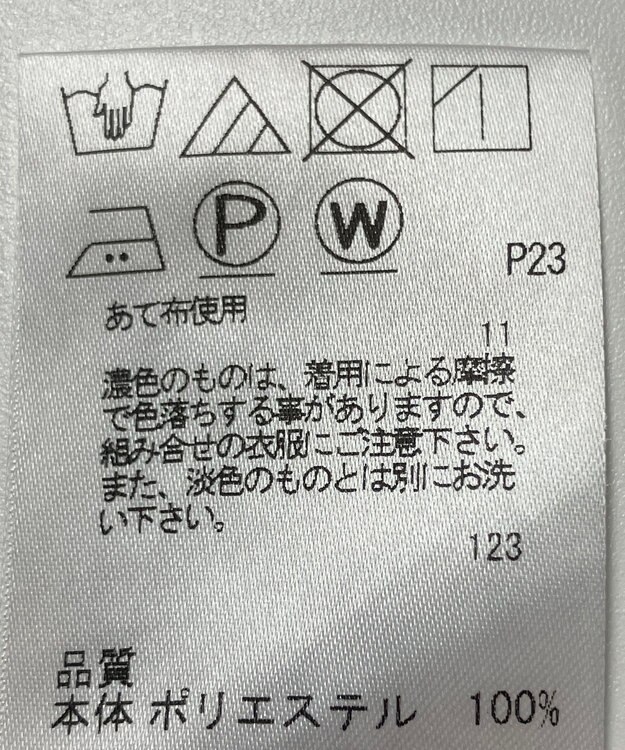 P W
P23
あて布使用
11
濃色のものは、着用による摩擦
で色落ちする事がありますので、
組み合せの衣服にご注意下さい。
また、淡色のものとは別にお洗
い下さい。
123
品質
本体 ポリエステル 100%